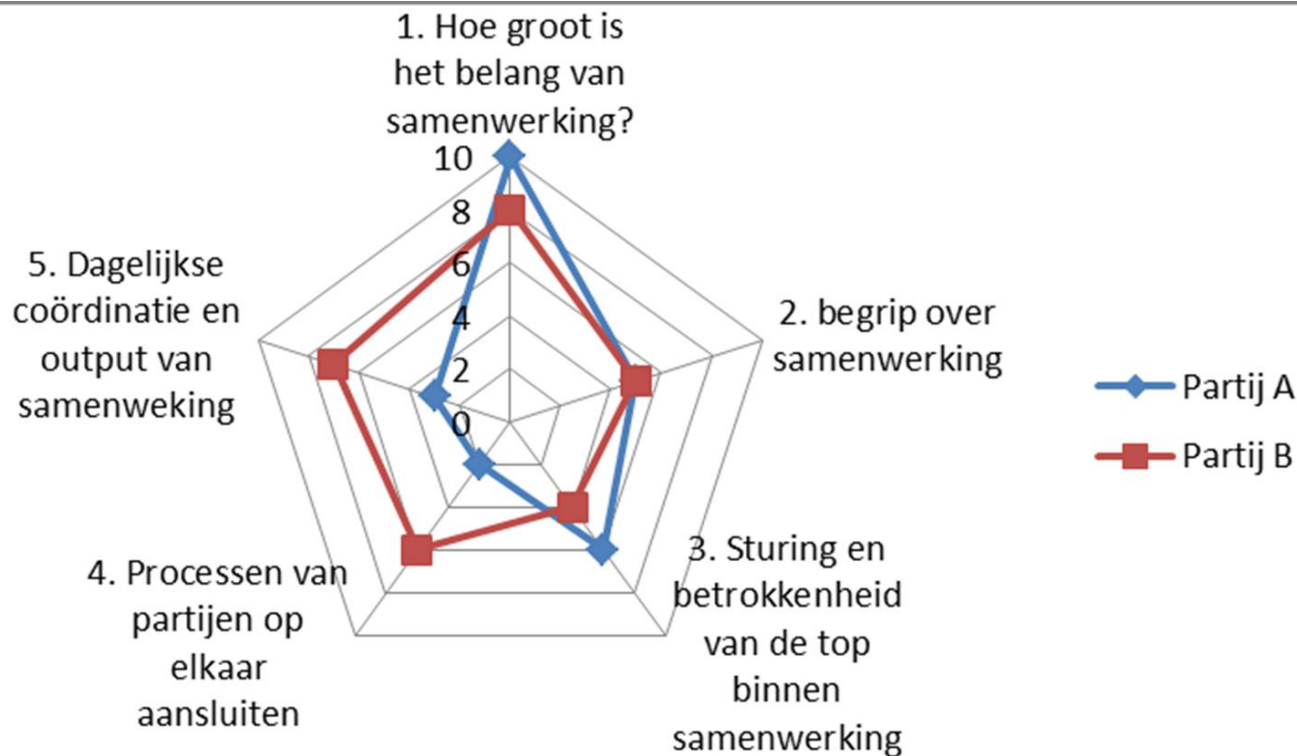 1. Hoe groot is
het belang van
samenwerking?
10
8
6
4
2
0
2. begrip over
samenwerking
3. Sturing en
betrokkenheid
van de top
binnen
samenwerking
4. Processen van
partijen op
elkaar
aansluiten
5. Dagelijkse
coördinatie en
output van
samenweking
Partij A
Partij B